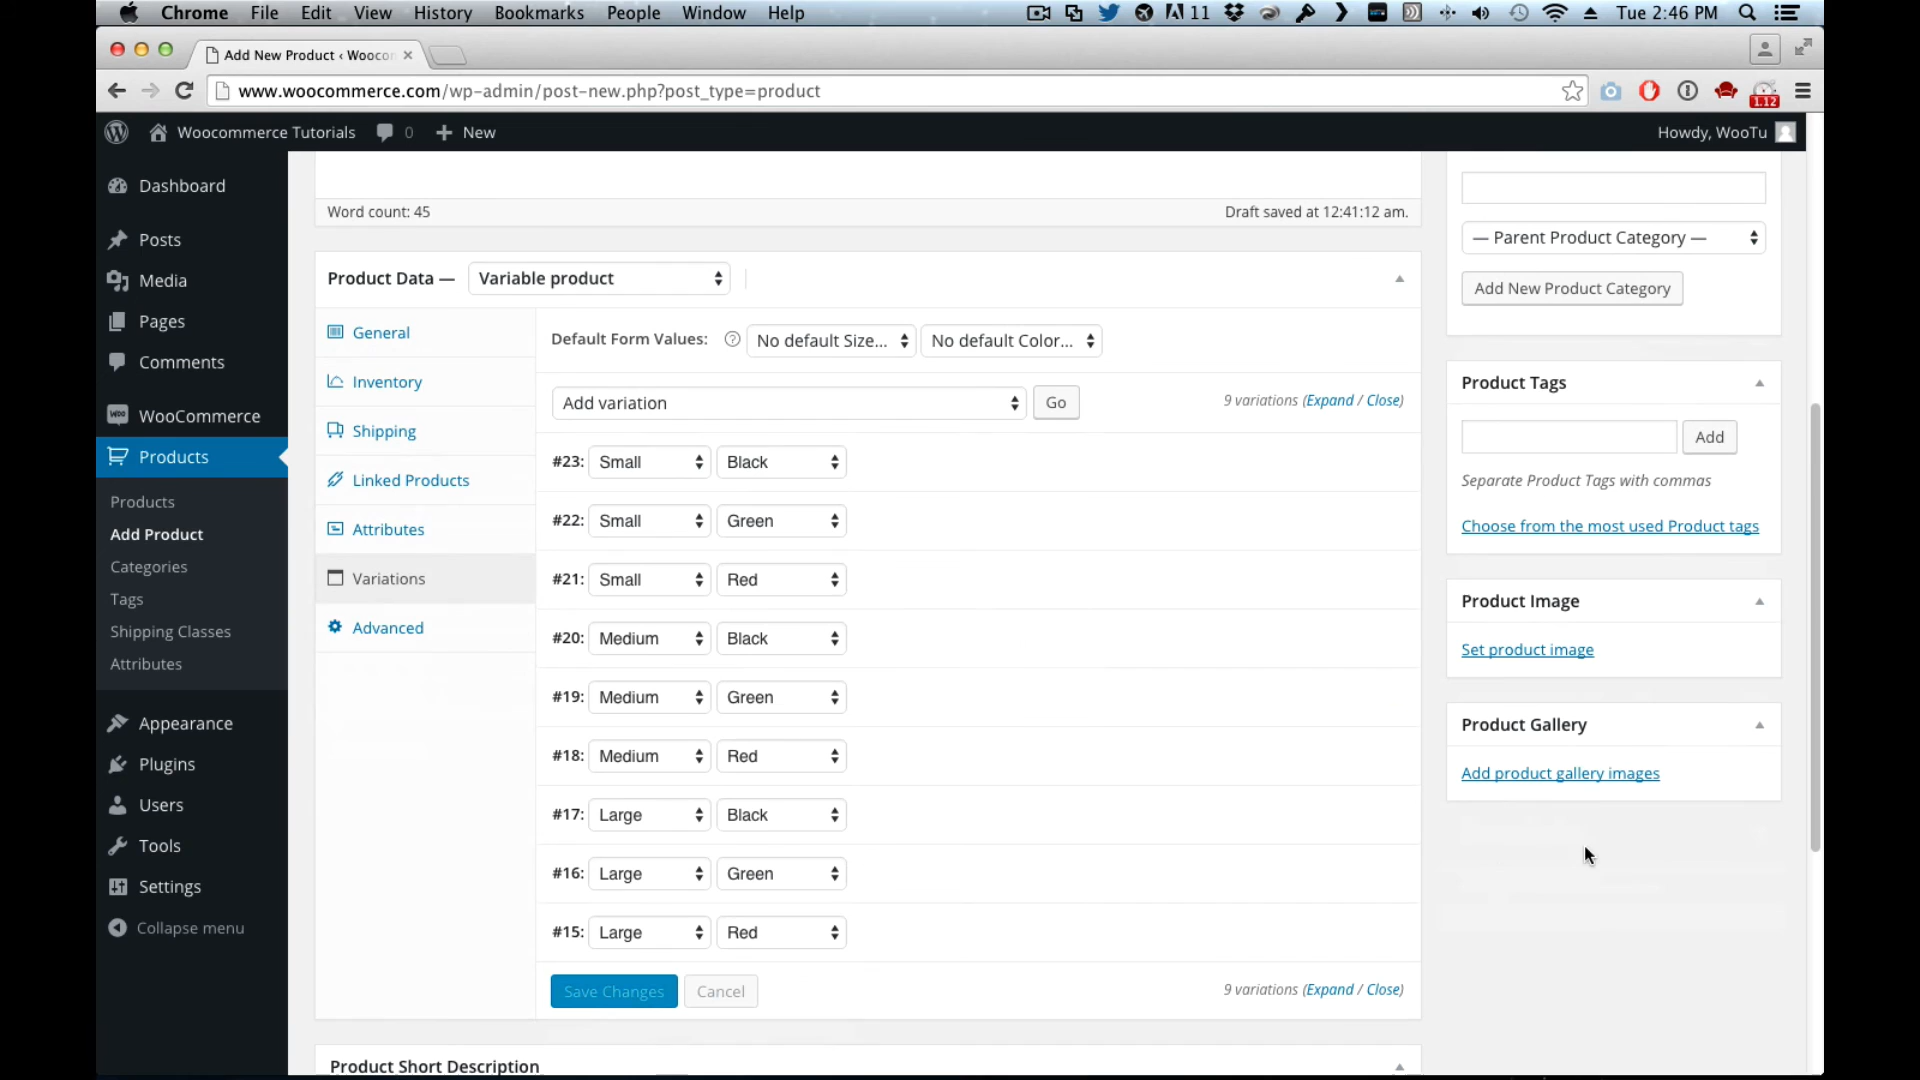 Chrome File Edit View History Bookmarks People Window Help 11 Tue 2:46 PM
Add New Product ‹ Wooco
www.woocommerce.com/wp-admin/post-new.php?post_type=product
1.12
Woocommerce Tutorials 0 + New Howdy, WooTu
Dashboard
Posts
Media
Pages
Comments
WooCommerce
Products
Products
Add Product
Categories
Tags
Shipping Classes
Attributes
Appearance
Plugins
Users
Tools
Settings
Collapse menu
Word count: 45 Draft saved at 12:41:12 am.
Product Data — Variable product
General
Inventory
Shipping
Linked Products
Attributes
Variations
Advanced
Default Form Values: ? No default Size... No default Color...
Add variation Go 9 variations (Expand / Close)
#23: Small Black
#22: Small Green
#21: Small Red
#20: Medium Black
#19: Medium Green
#18: Medium Red
#17: Large Black
#16: Large Green
#15: Large Red
Save Changes Cancel 9 variations (Expand / Close)
Product Short Description
— Parent Product Category —
Add New Product Category
Product Tags
Add
Separate Product Tags with commas
Choose from the most used Product tags
Product Image
Set product image
Product Gallery
Add product gallery images